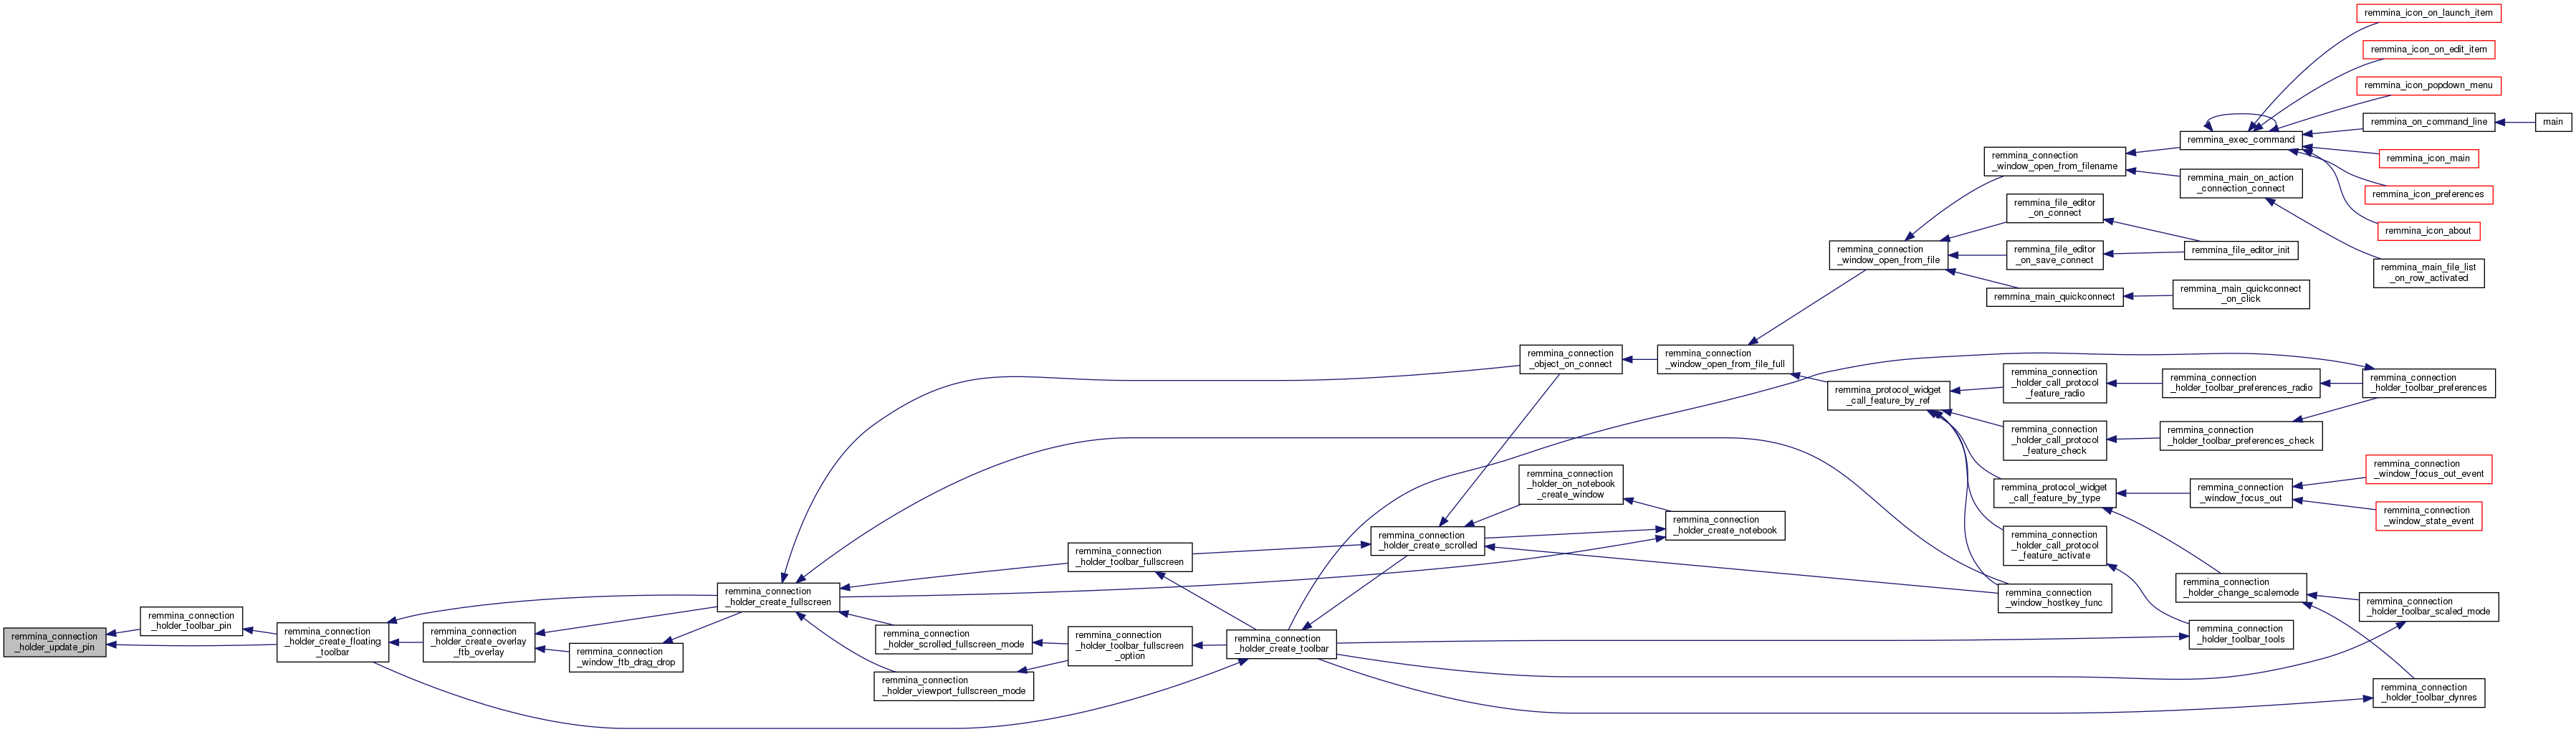 remmina_connection
_holder_update_pin
remmina_connection
_holder_toolbar_pin
remmina_connection
_holder_create_floating
_toolbar
remmina_connection
_holder_create_overlay
_ftb_overlay
remmina_connection
_window_ftb_drag_drop
remmina_connection
_holder_create_fullscreen
remmina_connection
_holder_scrolled_fullscreen_mode
remmina_connection
_holder_viewport_fullscreen_mode
remmina_connection
_holder_toolbar_fullscreen
remmina_connection
_holder_toolbar_fullscreen
_option
remmina_connection
_holder_create_toolbar
remmina_connection
_holder_create_scrolled
remmina_connection
_object_on_connect
remmina_connection
_holder_on_notebook
_create_window
remmina_connection
_holder_create_notebook
remmina_connection
_window_open_from_file_full
remmina_connection
_window_open_from_file
remmina_protocol_widget
_call_feature_by_ref
remmina_connection
_window_open_from_filename
remmina_file_editor
_on_connect
remmina_file_editor
_on_save_connect
remmina_main_quickconnect
remmina_connection
_holder_call_protocol
_feature_radio
remmina_connection
_holder_call_protocol
_feature_check
remmina_protocol_widget
_call_feature_by_type
remmina_connection
_holder_call_protocol
_feature_activate
remmina_connection
_window_hostkey_func
remmina_exec_command
remmina_main_on_action
_connection_connect
remmina_file_editor_init
remmina_main_quickconnect
_on_click
remmina_connection
_holder_toolbar_preferences_radio
remmina_connection
_holder_toolbar_preferences_check
remmina_connection
_window_focus_out
remmina_connection
_holder_change_scalemode
remmina_connection
_holder_toolbar_tools
remmina_icon_on_launch_item
remmina_icon_on_edit_item
remmina_icon_popdown_menu
remmina_on_command_line
main
remmina_icon_main
remmina_icon_preferences
remmina_icon_about
remmina_main_file_list
_on_row_activated
remmina_connection
_holder_toolbar_preferences
remmina_connection
_window_focus_out_event
remmina_connection
_window_state_event
remmina_connection
_holder_toolbar_scaled_mode
remmina_connection
_holder_toolbar_dynres